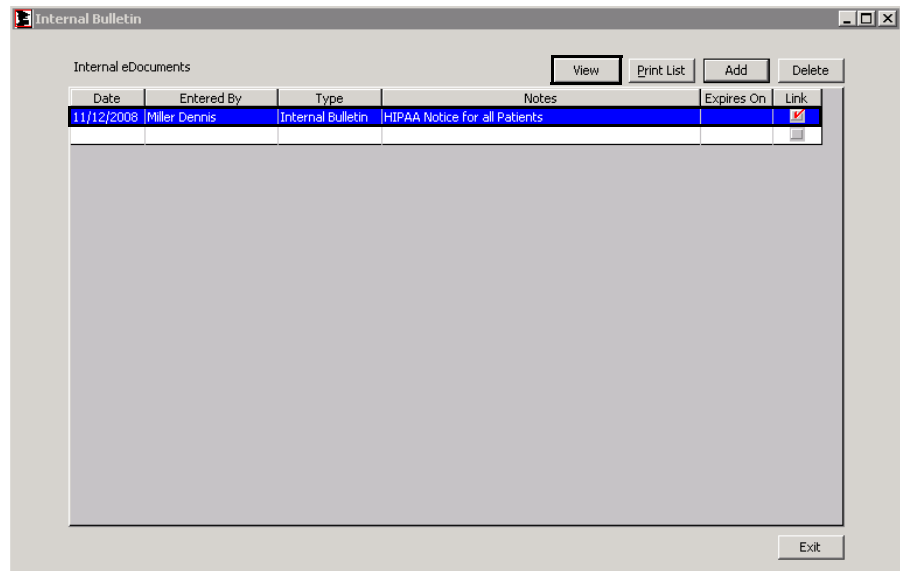 Internal Bulletin
Internal eDocuments
View Print List Add Delete
Date Entered By Type Notes Expires On Link
11/12/2008 Miller Dennis Internal Bulletin HIPAA Notice for all Patients
Exit